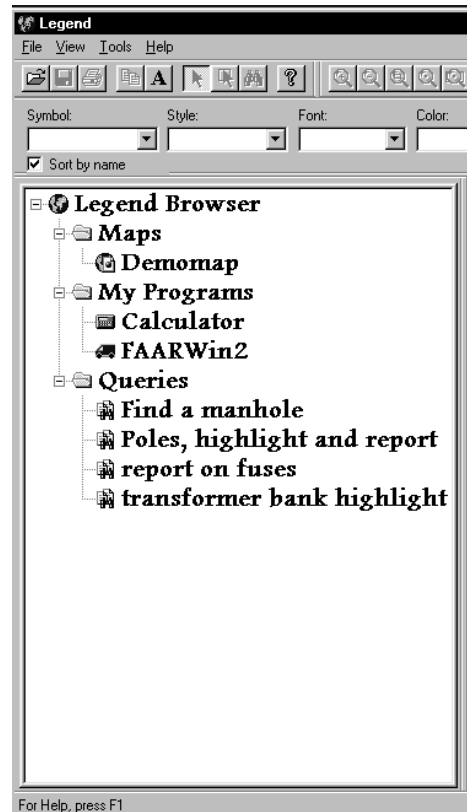 Legend
File View Tools Help
A ?
Symbol: Style: Font: Color:
Sort by name
Legend Browser
Maps
Demomap
My Programs
Calculator
FAARWin2
Queries
Find a manhole
Poles, highlight and report
report on fuses
transformer bank highlight
For Help, press F1